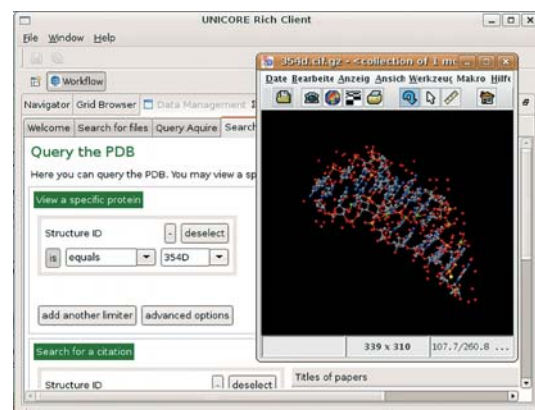 UNICORE Rich Client
File Window Help
354d.cif.gz - <collection of 1 mo
Workflow
Date Bearbeite Anzeig Ansich Werkzeug Makro Hilfe
Navigator Grid Browser Data Management
Welcome Search for files Query Aquire Search
Query the PDB
Here you can query the PDB. You may view a sp
View a specific protein
Structure ID - deselect
is equals 354D
add another limiter advanced options
339 x 310 107.7/260.8 ...
Search for a citation
Titles of papers
Structure ID - deselect